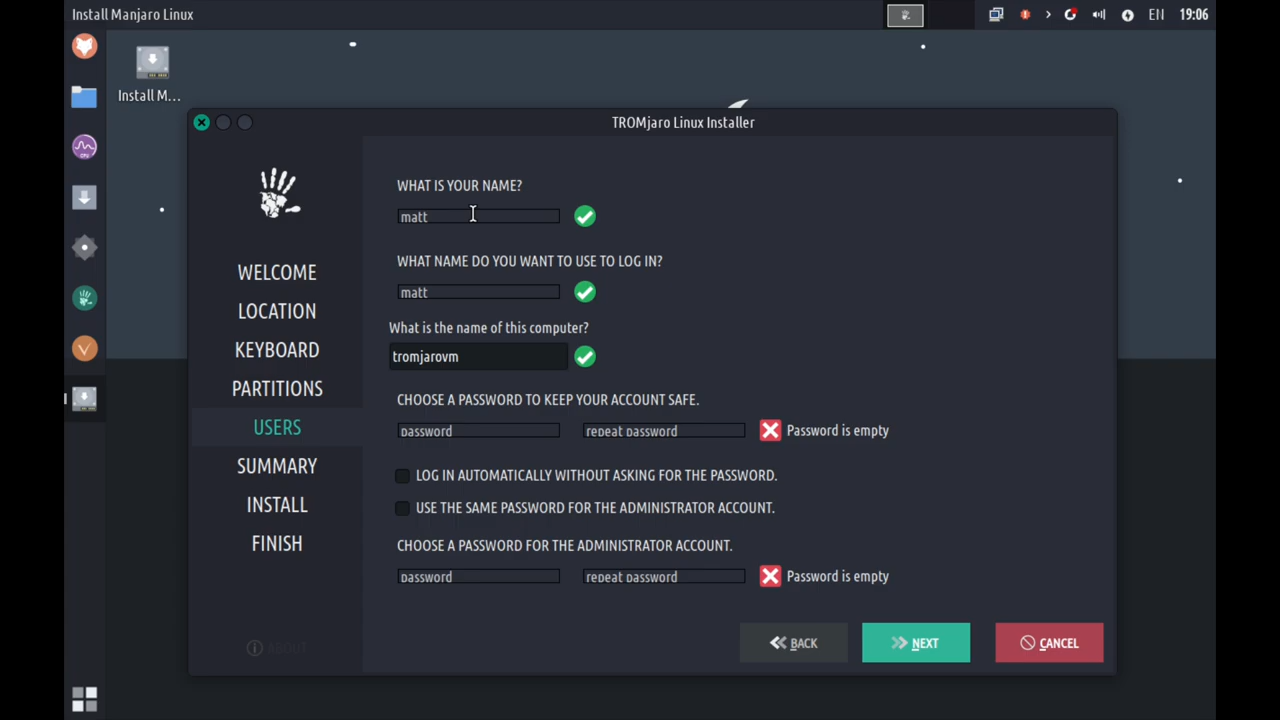 Install Manjaro Linux
EN 19:06
Install M...
CPU
TROMjaro Linux Installer
WELCOME
LOCATION
KEYBOARD
PARTITIONS
USERS
SUMMARY
INSTALL
FINISH
ABOUT
WHAT IS YOUR NAME?
matt
WHAT NAME DO YOU WANT TO USE TO LOG IN?
matt
What is the name of this computer?
tromjarovm
CHOOSE A PASSWORD TO KEEP YOUR ACCOUNT SAFE.
password repeat password Password is empty
LOG IN AUTOMATICALLY WITHOUT ASKING FOR THE PASSWORD.
USE THE SAME PASSWORD FOR THE ADMINISTRATOR ACCOUNT.
CHOOSE A PASSWORD FOR THE ADMINISTRATOR ACCOUNT.
password repeat password Password is empty
BACK NEXT CANCEL